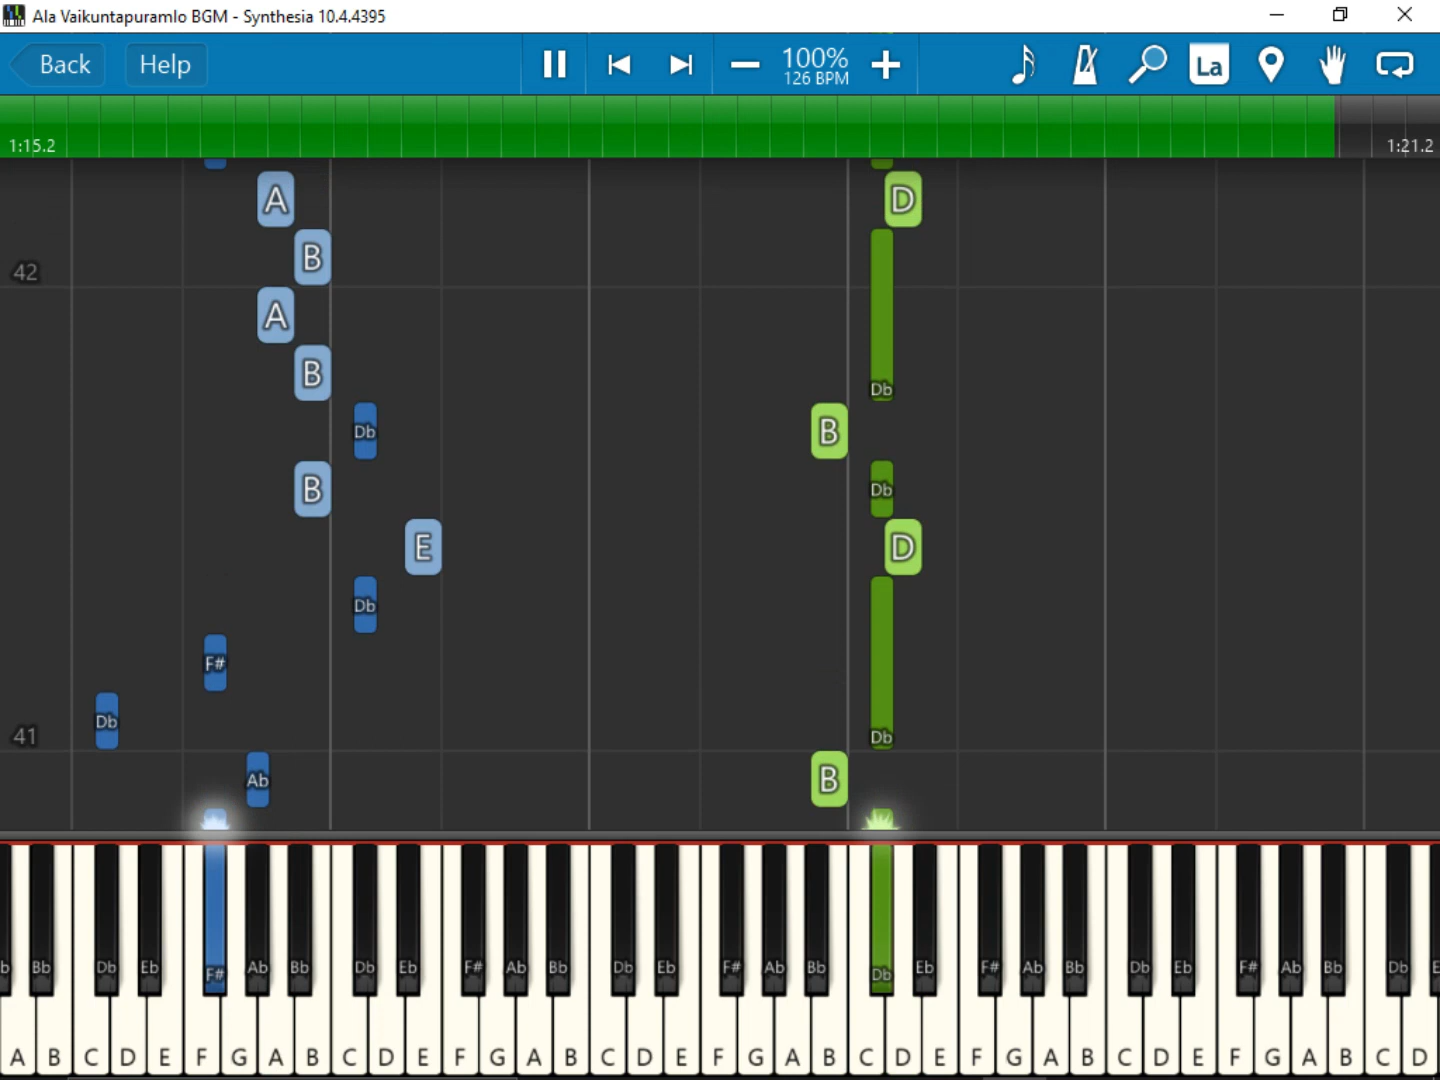 Ala Vaikuntapuramlo BGM - Synthesia 10.4.4395
Back Help 100% La
126 BPM
1:15.2 1:21.2
A D
B
42
A
B
Db
Db B
B Db
E D
Db
F#
Db
41 Db
Ab B
b Bb Db Eb F# Ab Bb Db Eb F# Ab Bb Db Eb F# Ab Bb Db Eb F# Ab Bb Db Eb F# Ab Bb Db E
A B C D E F G A B C D E F G A B C D E F G A B C D E F G A B C D E F G A B C D